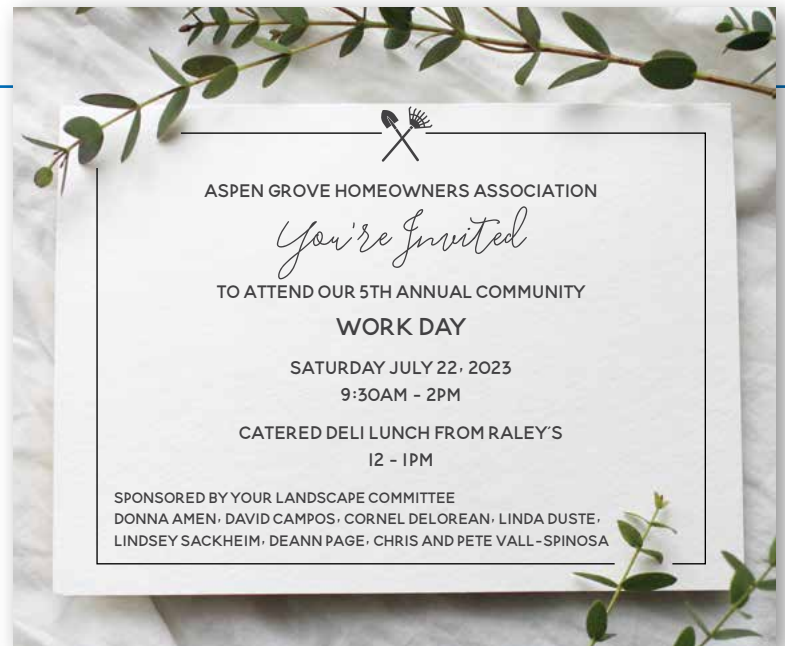 ASPEN GROVE HOMEOWNERS ASSOCIATION
You're Invited
TO ATTEND OUR 5TH ANNUAL COMMUNITY
WORK DAY
SATURDAY JULY 22, 2023
9:30AM - 2PM
CATERED DELI LUNCH FROM RALEY'S
12 - 1PM
SPONSORED BY YOUR LANDSCAPE COMMITTEE
DONNA AMEN, DAVID CAMPOS, CORNEL DELOREAN, LINDA DUSTE,
LINDSEY SACKHEIM, DEANN PAGE, CHRIS AND PETE VALL-SPINOSA